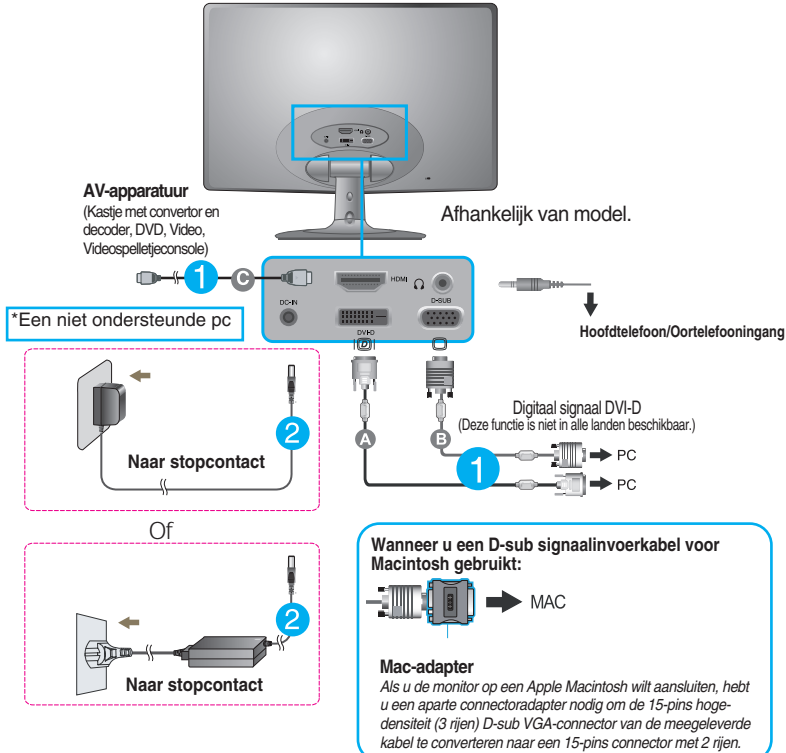 AV-apparatuur
(Kastje met convertor en
decoder, DVD, Video,
Videospelletjeconsole)
Afhankelijk van model.
1
C
HDMI
DC-IN
D-SUB
DVI-D
D
*Een niet ondersteunde pc
Hoofdtelefoon/Oortelefooningang
2
Naar stopcontact
Digitaal signaal DVI-D
(Deze functie is niet in alle landen beschikbaar.)
A
B
1
PC
PC
Of
2
Naar stopcontact
Wanneer u een D-sub signaalinvoerkabel voor
Macintosh gebruikt:
MAC
Mac-adapter
Als u de monitor op een Apple Macintosh wilt aansluiten, hebt
u een aparte connectoradapter nodig om de 15-pins hoge-
densiteit (3 rijen) D-sub VGA-connector van de meegeleverde
kabel te converteren naar een 15-pins connector met 2 rijen.